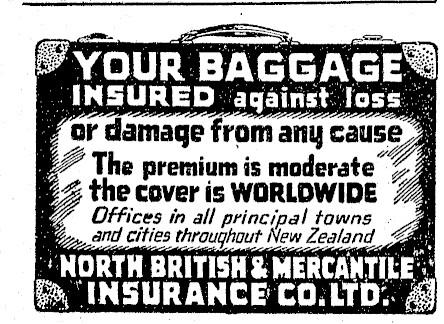 YOUR BAGGAGE
INSURED against loss
or damage from any cause
The premium is moderate
the cover is WORLDWIDE
Offices in all principal towns
and cities throughout New Zealand
NORTH BRITISH & MERCANTILE
INSURANCE CO. LTD.